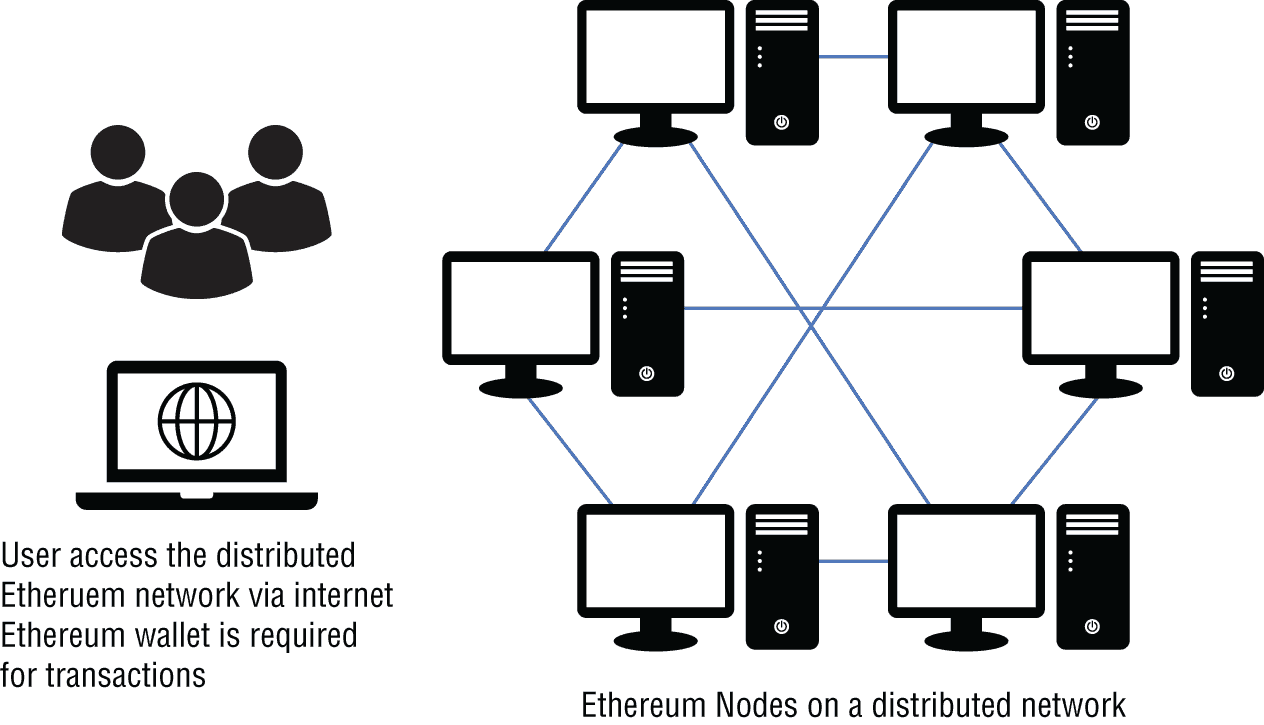 User access the distributed
Etheruem network via internet
Ethereum wallet is required
for transactions
Ethereum Nodes on a distributed network